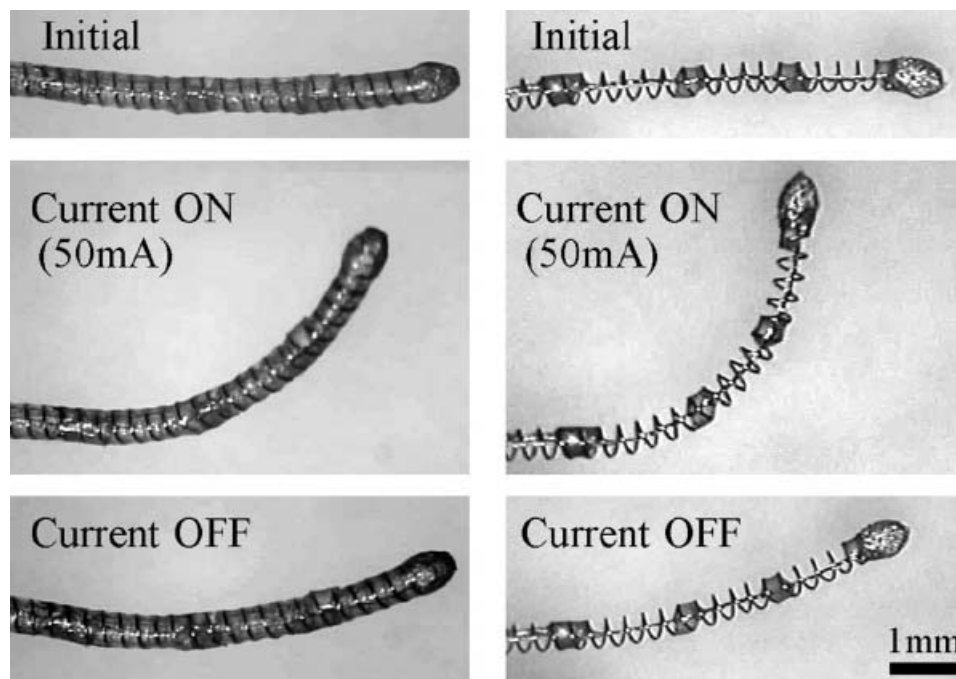 Initial
Initial
Current ON
(50mA)
Current ON
(50mA)
Current OFF
Current OFF
1mm